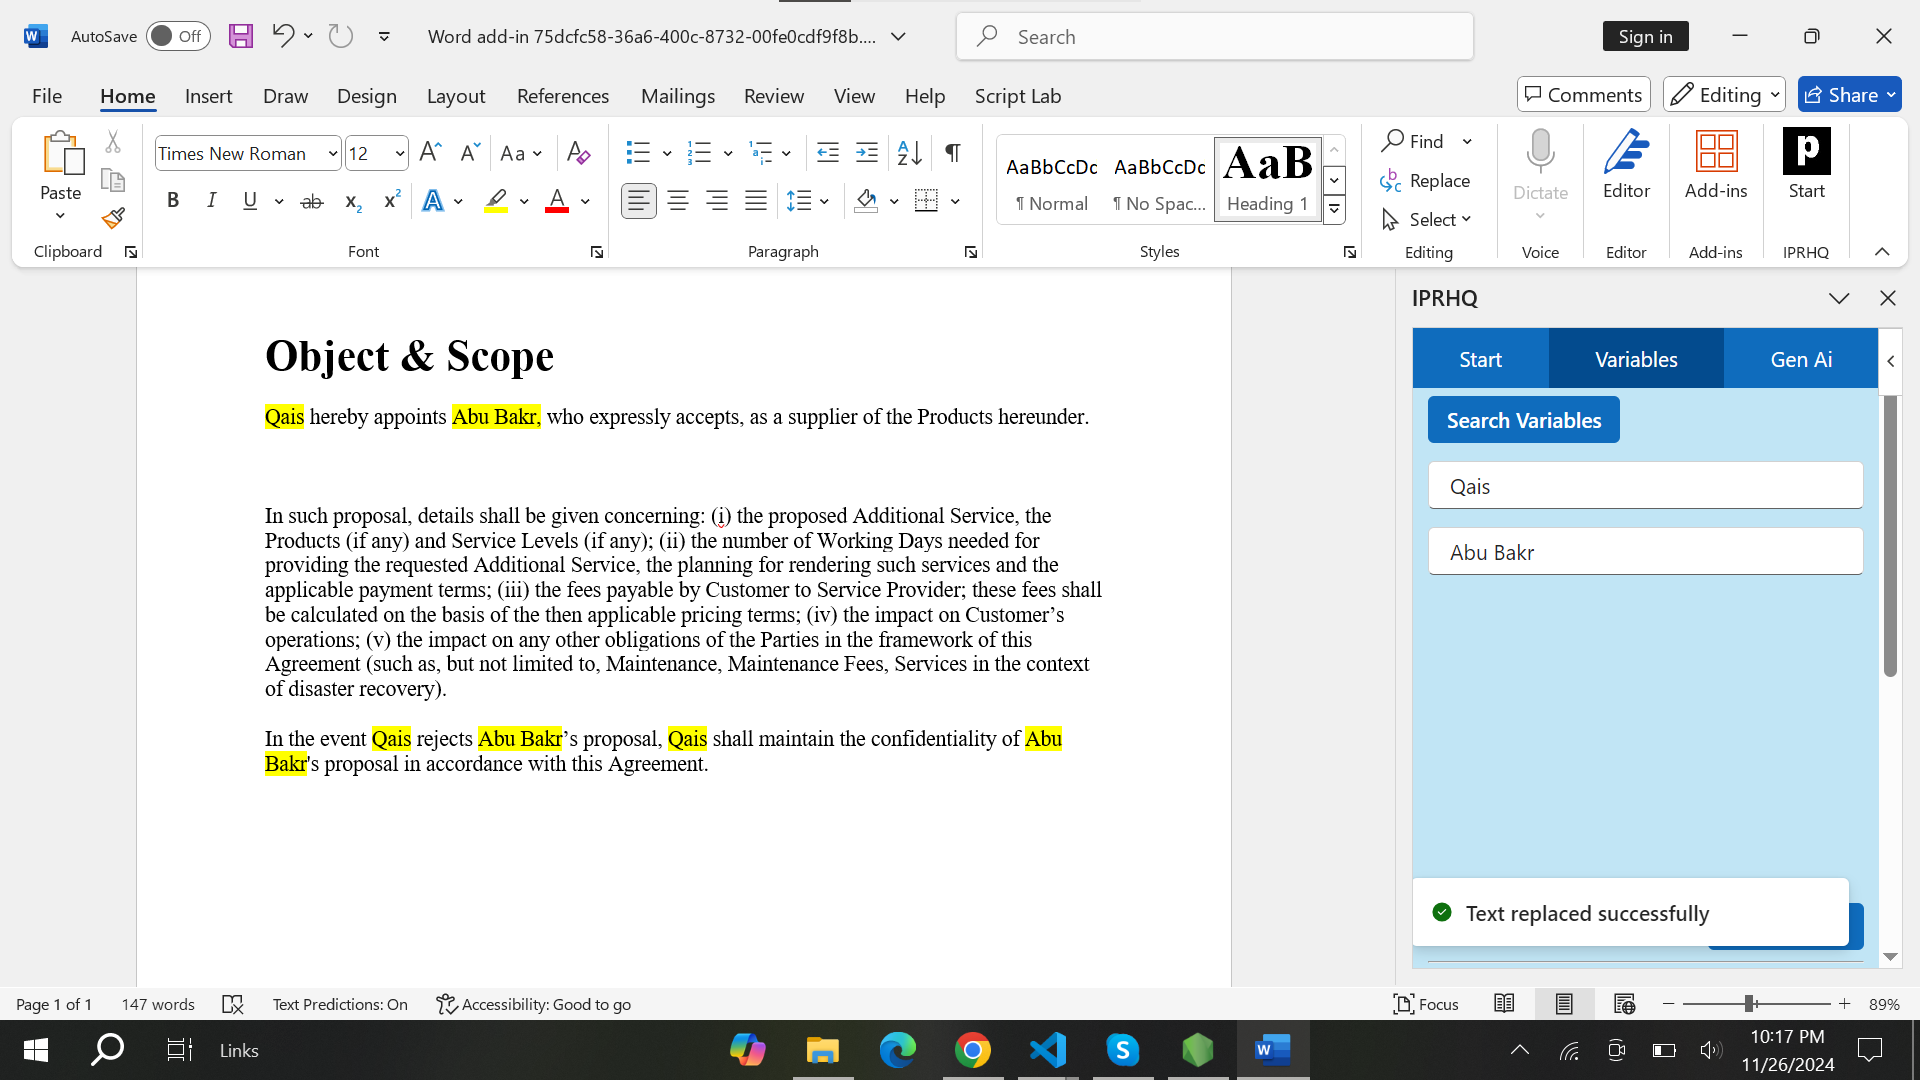 AutoSave Off Word add-in 75dcfc58-36a6-400c-8732-00fe0cdf9f8b.... Search Sign in
File Home Insert Draw Design Layout References Mailings Review View Help Script Lab Comments Editing Share
Paste
Clipboard
Times New Roman 12
Font
Paragraph
AaBbCcDc AaBbCcDc AaB
¶ Normal ¶ No Spac... Heading 1
Styles
Find
Replace
Select
Editing
Dictate
Voice
Editor
Editor
Add-ins
Add-ins
Start
IPRHQ
Object & Scope
Qais hereby appoints Abu Bakr, who expressly accepts, as a supplier of the Products hereunder.
In such proposal, details shall be given concerning: (i) the proposed Additional Service, the
Products (if any) and Service Levels (if any); (ii) the number of Working Days needed for
providing the requested Additional Service, the planning for rendering such services and the
applicable payment terms; (iii) the fees payable by Customer to Service Provider; these fees shall
be calculated on the basis of the then applicable pricing terms; (iv) the impact on Customer’s
operations; (v) the impact on any other obligations of the Parties in the framework of this
Agreement (such as, but not limited to, Maintenance, Maintenance Fees, Services in the context
of disaster recovery).
In the event Qais rejects Abu Bakr’s proposal, Qais shall maintain the confidentiality of Abu
Bakr's proposal in accordance with this Agreement.
IPRHQ
Start Variables Gen Ai
Search Variables
Qais
Abu Bakr
Text replaced successfully
Page 1 of 1 147 words Text Predictions: On Accessibility: Good to go Focus 89%
Links
10:17 PM
11/26/2024